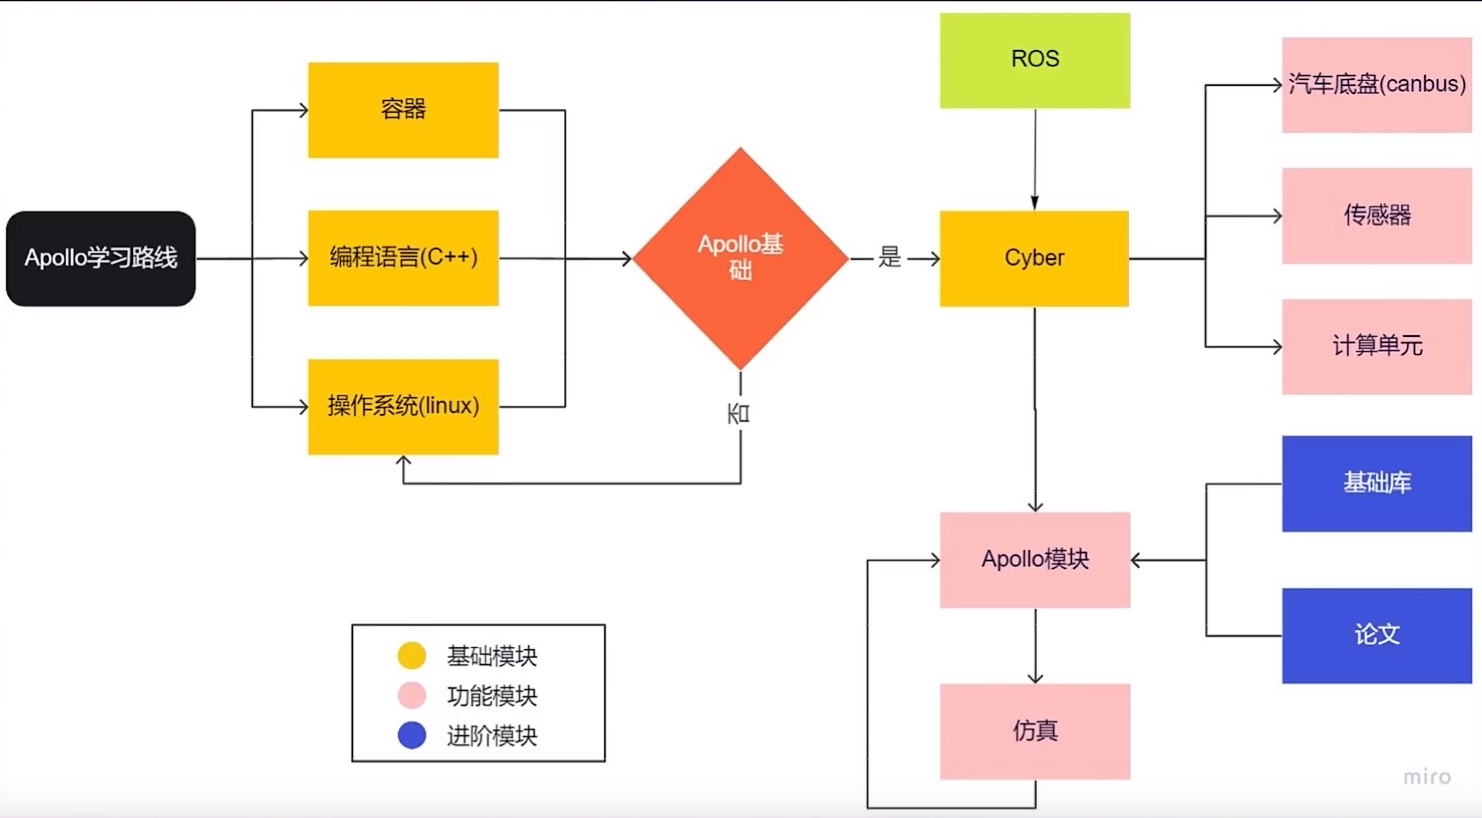 Apollo学习路线
容器
编程语言(C++)
操作系统(linux)
Apollo基
础
是
否
ROS
Cyber
汽车底盘(canbus)
传感器
计算单元
Apollo模块
仿真
基础库
论文
基础模块
功能模块
进阶模块
miro